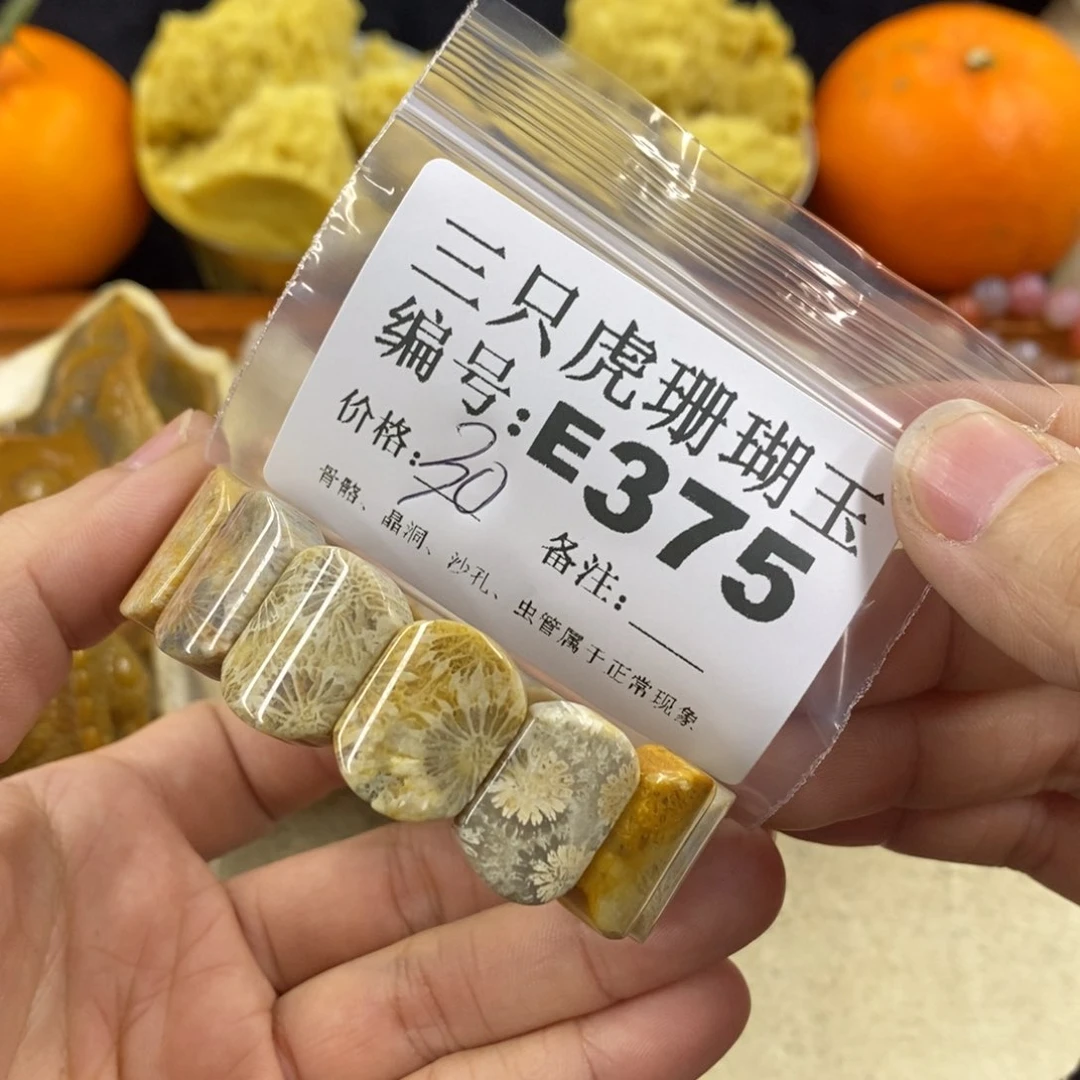 三只虎珊瑚玉
编号:E375
价格:220 备注:
骨骼、晶洞、沙孔、虫管属于正常现象